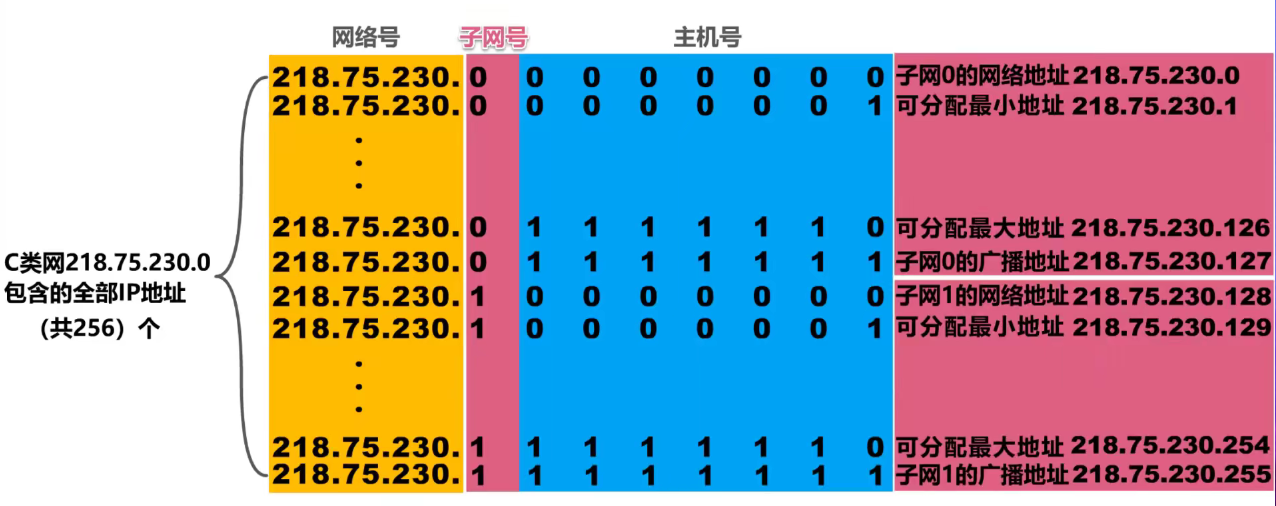 网络号 子网号 主机号
218.75.230. 0 0 0 0 0 0 0 0 子网0的网络地址 218.75.230.0
218.75.230. 0 0 0 0 0 0 0 1 可分配最小地址 218.75.230.1
218.75.230. 0 1 1 1 1 1 1 0 可分配最大地址 218.75.230.126
218.75.230. 0 1 1 1 1 1 1 1 子网0的广播地址 218.75.230.127
C类网218.75.230.0
包含的全部IP地址
（共256）个
218.75.230. 1 0 0 0 0 0 0 0 子网1的网络地址 218.75.230.128
218.75.230. 1 0 0 0 0 0 0 1 可分配最小地址 218.75.230.129
218.75.230. 1 1 1 1 1 1 1 0 可分配最大地址 218.75.230.254
218.75.230. 1 1 1 1 1 1 1 1 子网1的广播地址 218.75.230.255